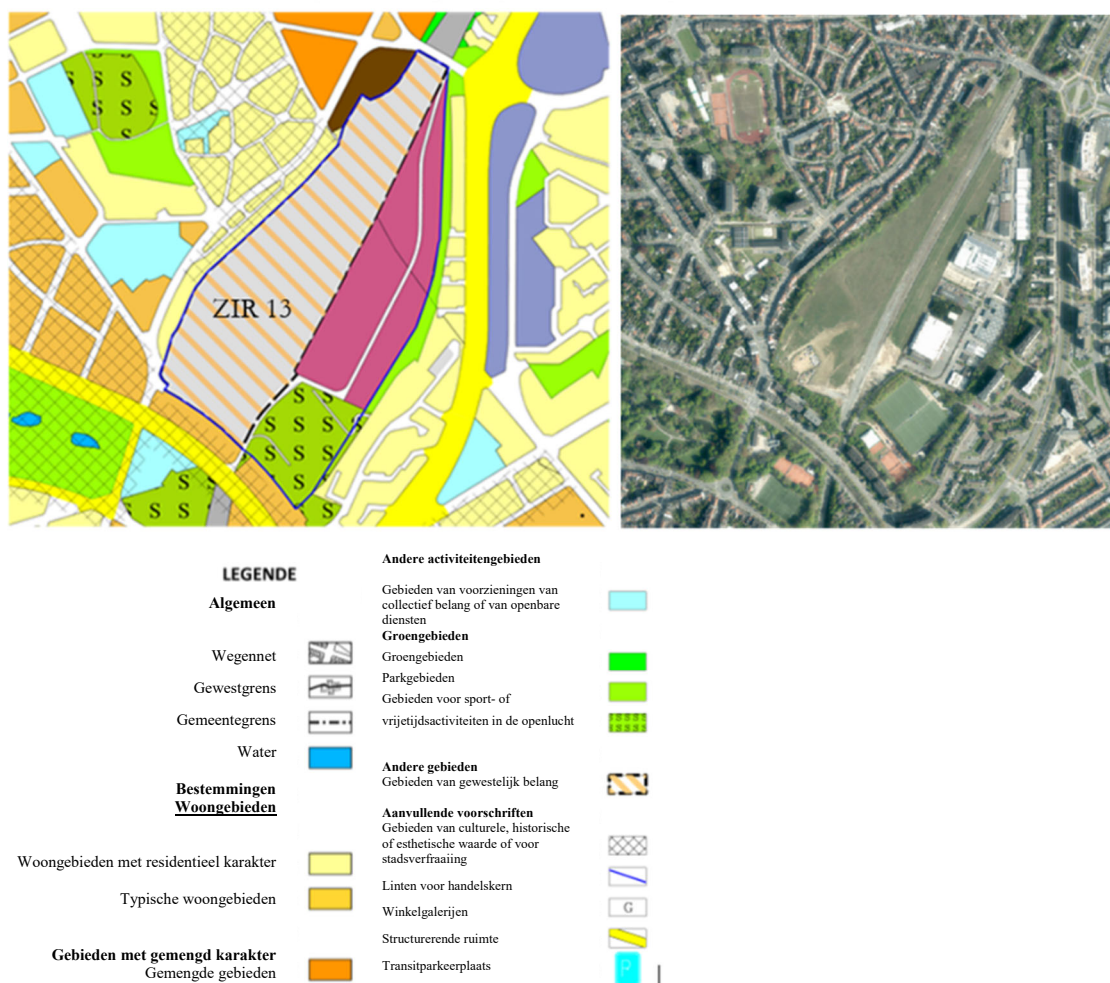 S S
S S S
S
ZIR 13
S S
S S S S
S S S
S S
S S S
S
LEGENDE
Algemeen
Wegennet
Gewestgrens
Gemeentegrens
Water
Bestemmingen
Woongebieden
Woongebieden met residentieel karakter
Typische woongebieden
Gebieden met gemengd karakter
Gemengde gebieden
Andere activiteitengebieden
Gebieden van voorzieningen van
collectief belang of van openbare
diensten
Groengebieden
Groengebieden
Parkgebieden
Gebieden voor sport- of
vrijetijdsactiviteiten in de openlucht
Andere gebieden
Gebieden van gewestelijk belang
Aanvullende voorschriften
Gebieden van culturele, historische
of esthetische waarde of voor
stadsverfraaiing
Linten voor handelskern
Winkelgalerijen
G
Structurerende ruimte
Transitparkeerplaats
P